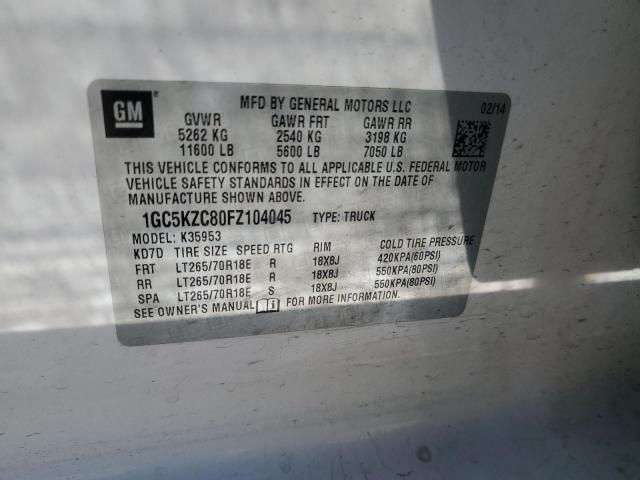 GM
MFD BY GENERAL MOTORS LLC
02/14
GVWR GAWR FRT GAWR RR
5262 KG 2540 KG 3198 KG
11600 LB 5600 LB 7050 LB
THIS VEHICLE CONFORMS TO ALL APPLICABLE U.S. FEDERAL MOTOR
VEHICLE SAFETY STANDARDS IN EFFECT ON THE DATE OF
MANUFACTURE SHOWN ABOVE.
1GC5KZC80FZ104045 TYPE: TRUCK
MODEL: K35953
KD7D TIRE SIZE SPEED RTG RIM COLD TIRE PRESSURE
FRT LT265/70R18E R 18X8J 420KPA(60PSI)
RR LT265/70R18E R 18X8J 550KPA(80PSI)
SPA LT265/70R18E S 18X8J 550KPA(80PSI)
SEE OWNER'S MANUAL FOR MORE INFORMATION.